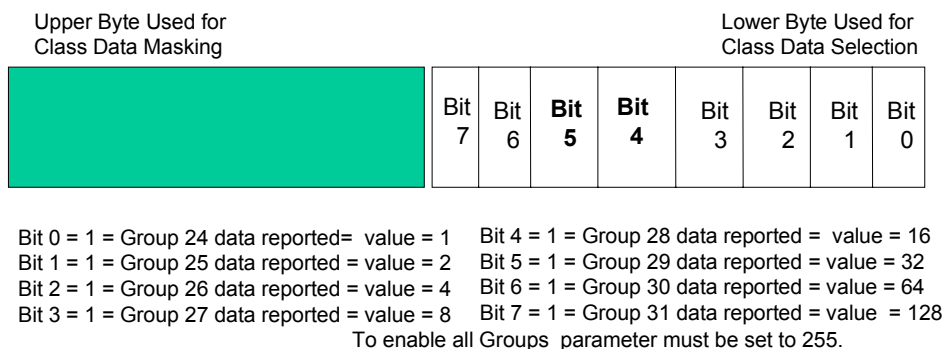 Upper Byte Used for
Class Data Masking
Lower Byte Used for
Class Data Selection
Bit 7
Bit 6
Bit 5
Bit 4
Bit 3
Bit 2
Bit 1
Bit 0
Bit 0 = 1 = Group 24 data reported= value = 1
Bit 1 = 1 = Group 25 data reported = value = 2
Bit 2 = 1 = Group 26 data reported = value = 4
Bit 3 = 1 = Group 27 data reported = value = 8
Bit 4 = 1 = Group 28 data reported = value = 16
Bit 5 = 1 = Group 29 data reported = value = 32
Bit 6 = 1 = Group 30 data reported = value = 64
Bit 7 = 1 = Group 31 data reported = value = 128
To enable all Groups parameter must be set to 255.